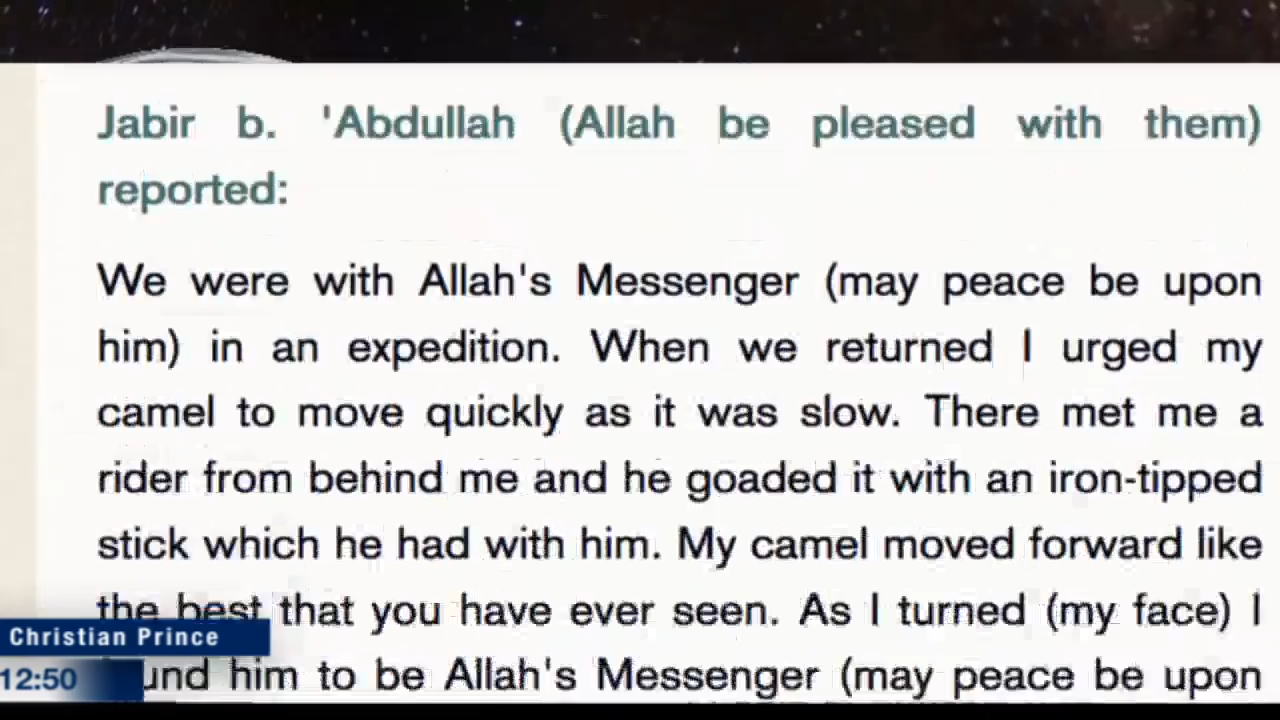 Jabir b. 'Abdullah (Allah be pleased with them)
reported:
We were with Allah's Messenger (may peace be upon
him) in an expedition. When we returned I urged my
camel to move quickly as it was slow. There met me a
rider from behind me and he goaded it with an iron-tipped
stick which he had with him. My camel moved forward like
the best that you have ever seen. As I turned (my face) I
Christian Prince
und him to be Allah's Messenger (may peace be upon
12:50